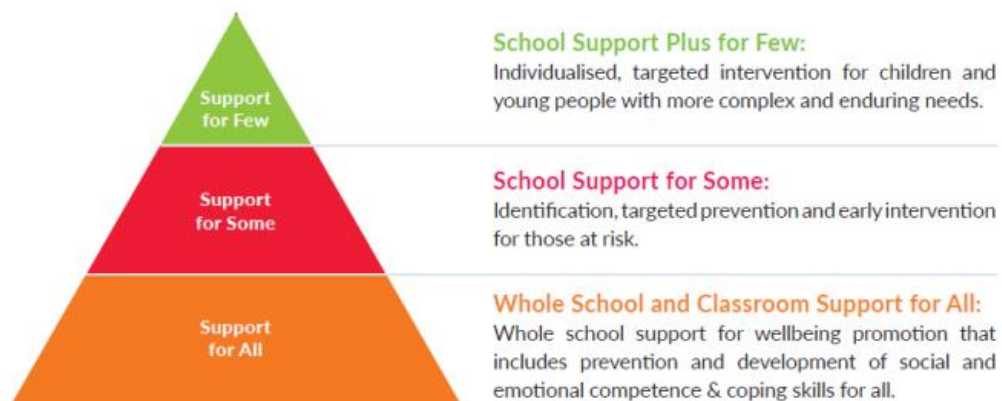 Support
for Few
School Support Plus for Few:
Individualised, targeted intervention for children and
young people with more complex and enduring needs.
Support
for Some
School Support for Some:
Identification, targeted prevention and early intervention
for those at risk.
Support
for All
Whole School and Classroom Support for All:
Whole school support for wellbeing promotion that
includes prevention and development of social and
emotional competence & coping skills for all.